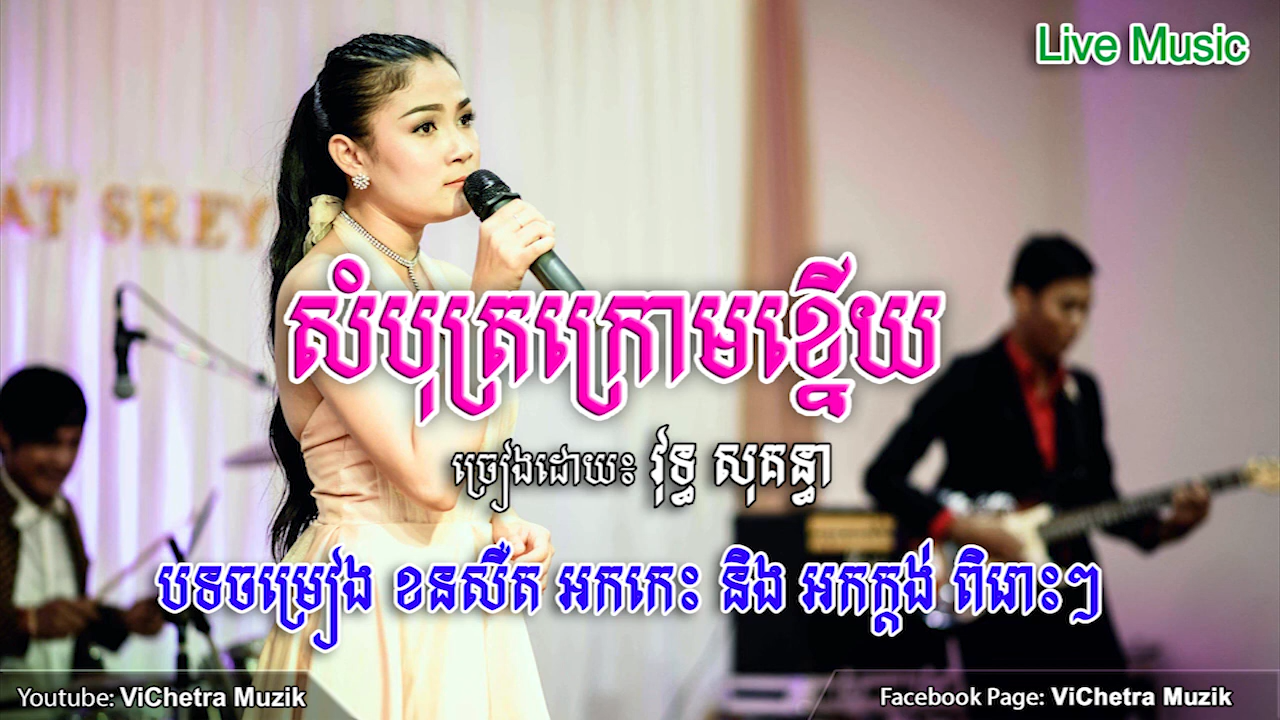 Live Music
AT SREY
សំបុត្រក្រោមខ្នើយ
ច្រៀងដោយ៖ វុទ្ធ សុគន្ធា
បទចម្រៀង ខនសឺត អកកេះ និង អកក្ដង់ ពិរោះៗ
Youtube: ViChetra Muzik
Facebook Page: ViChetra Muzik